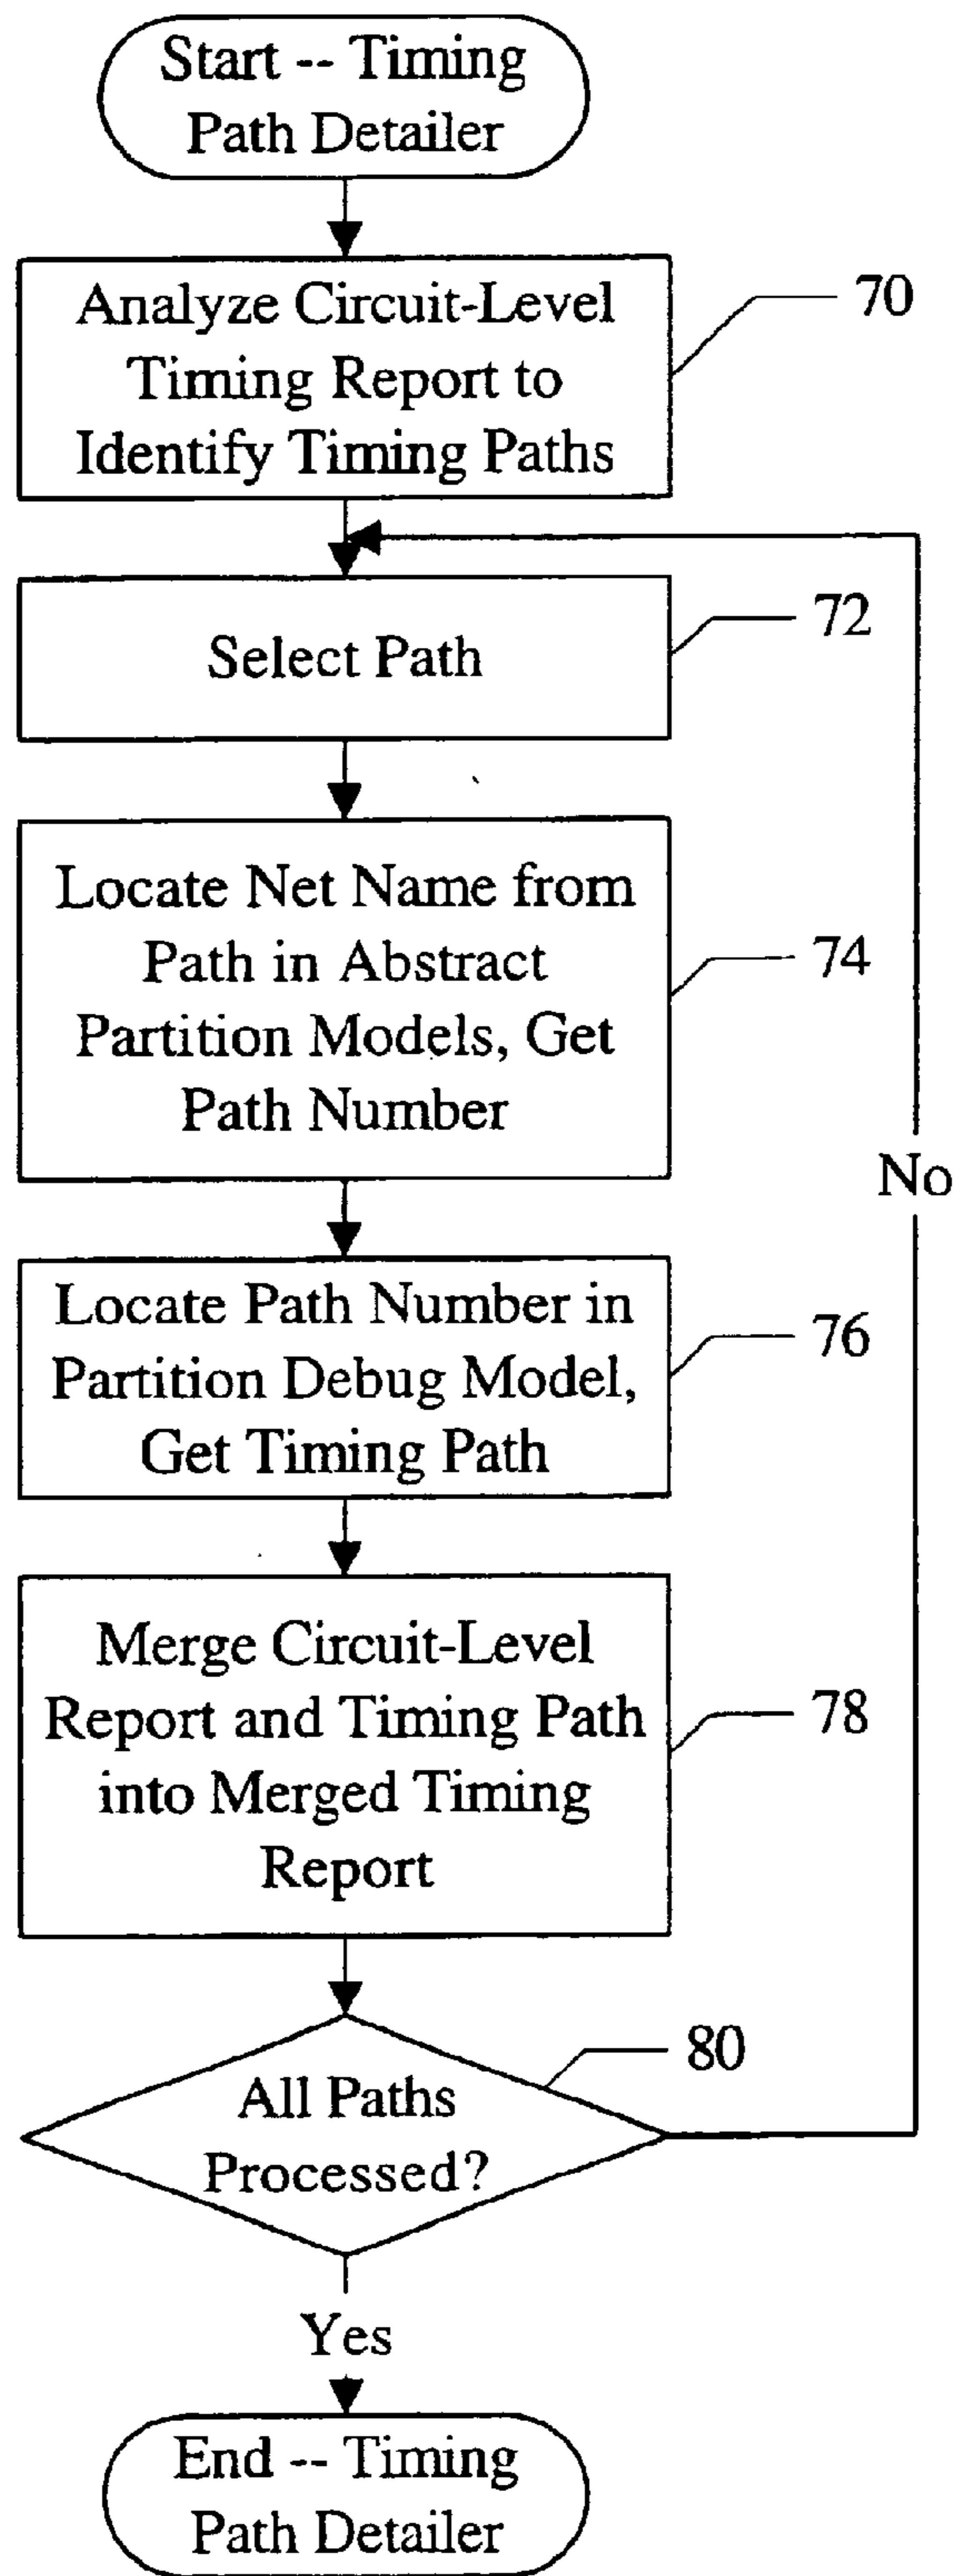 Start -- Timing
Path Detailer
Analyze Circuit-Level
Timing Report to
Identify Timing Paths
70
Select Path
72
Locate Net Name from
Path in Abstract
Partition Models, Get
Path Number
74
No
Locate Path Number in
Partition Debug Model,
Get Timing Path
76
Merge Circuit-Level
Report and Timing Path
into Merged Timing
Report
78
All Paths
Processed?
80
Yes
End -- Timing
Path Detailer